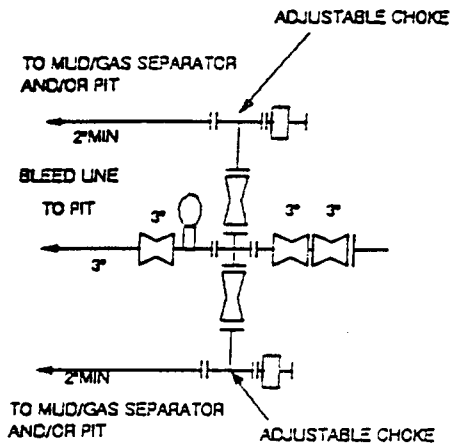 ADJUSTABLE CHOKE
TO MUD/GAS SEPARATOR
AND/OR PIT
2"MIN
BLEED LINE
TO PIT
3"
3"
3"
3"
2"MIN
TO MUD/GAS SEPARATOR
AND/OR PIT
ADJUSTABLE CHOKE